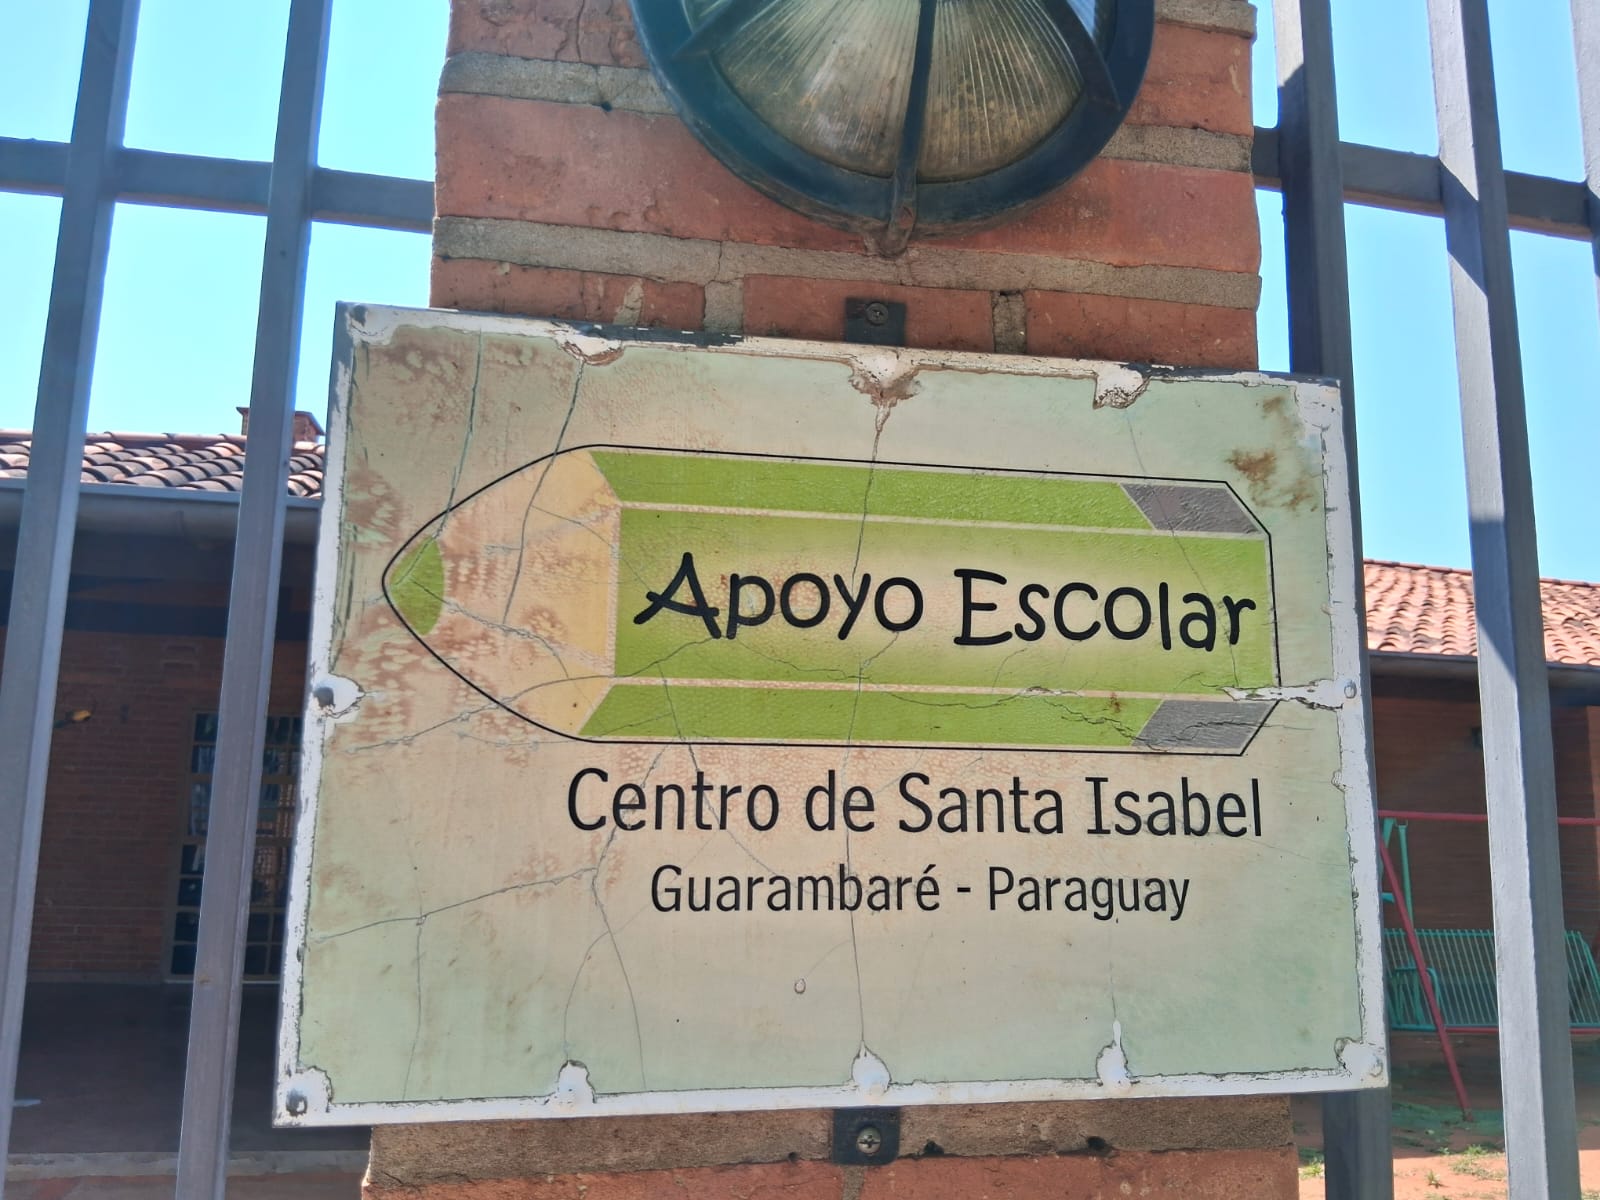 Apoyo Escolar
Centro de Santa Isabel
Guarambaré - Paraguay